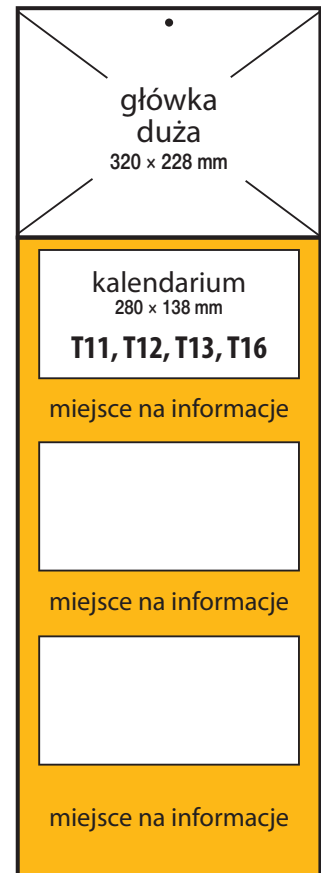 główka
duża
320 × 228 mm
kalendarium
280 × 138 mm
T11, T12, T13, T16
miejsce na informacje
miejsce na informacje
miejsce na informacje